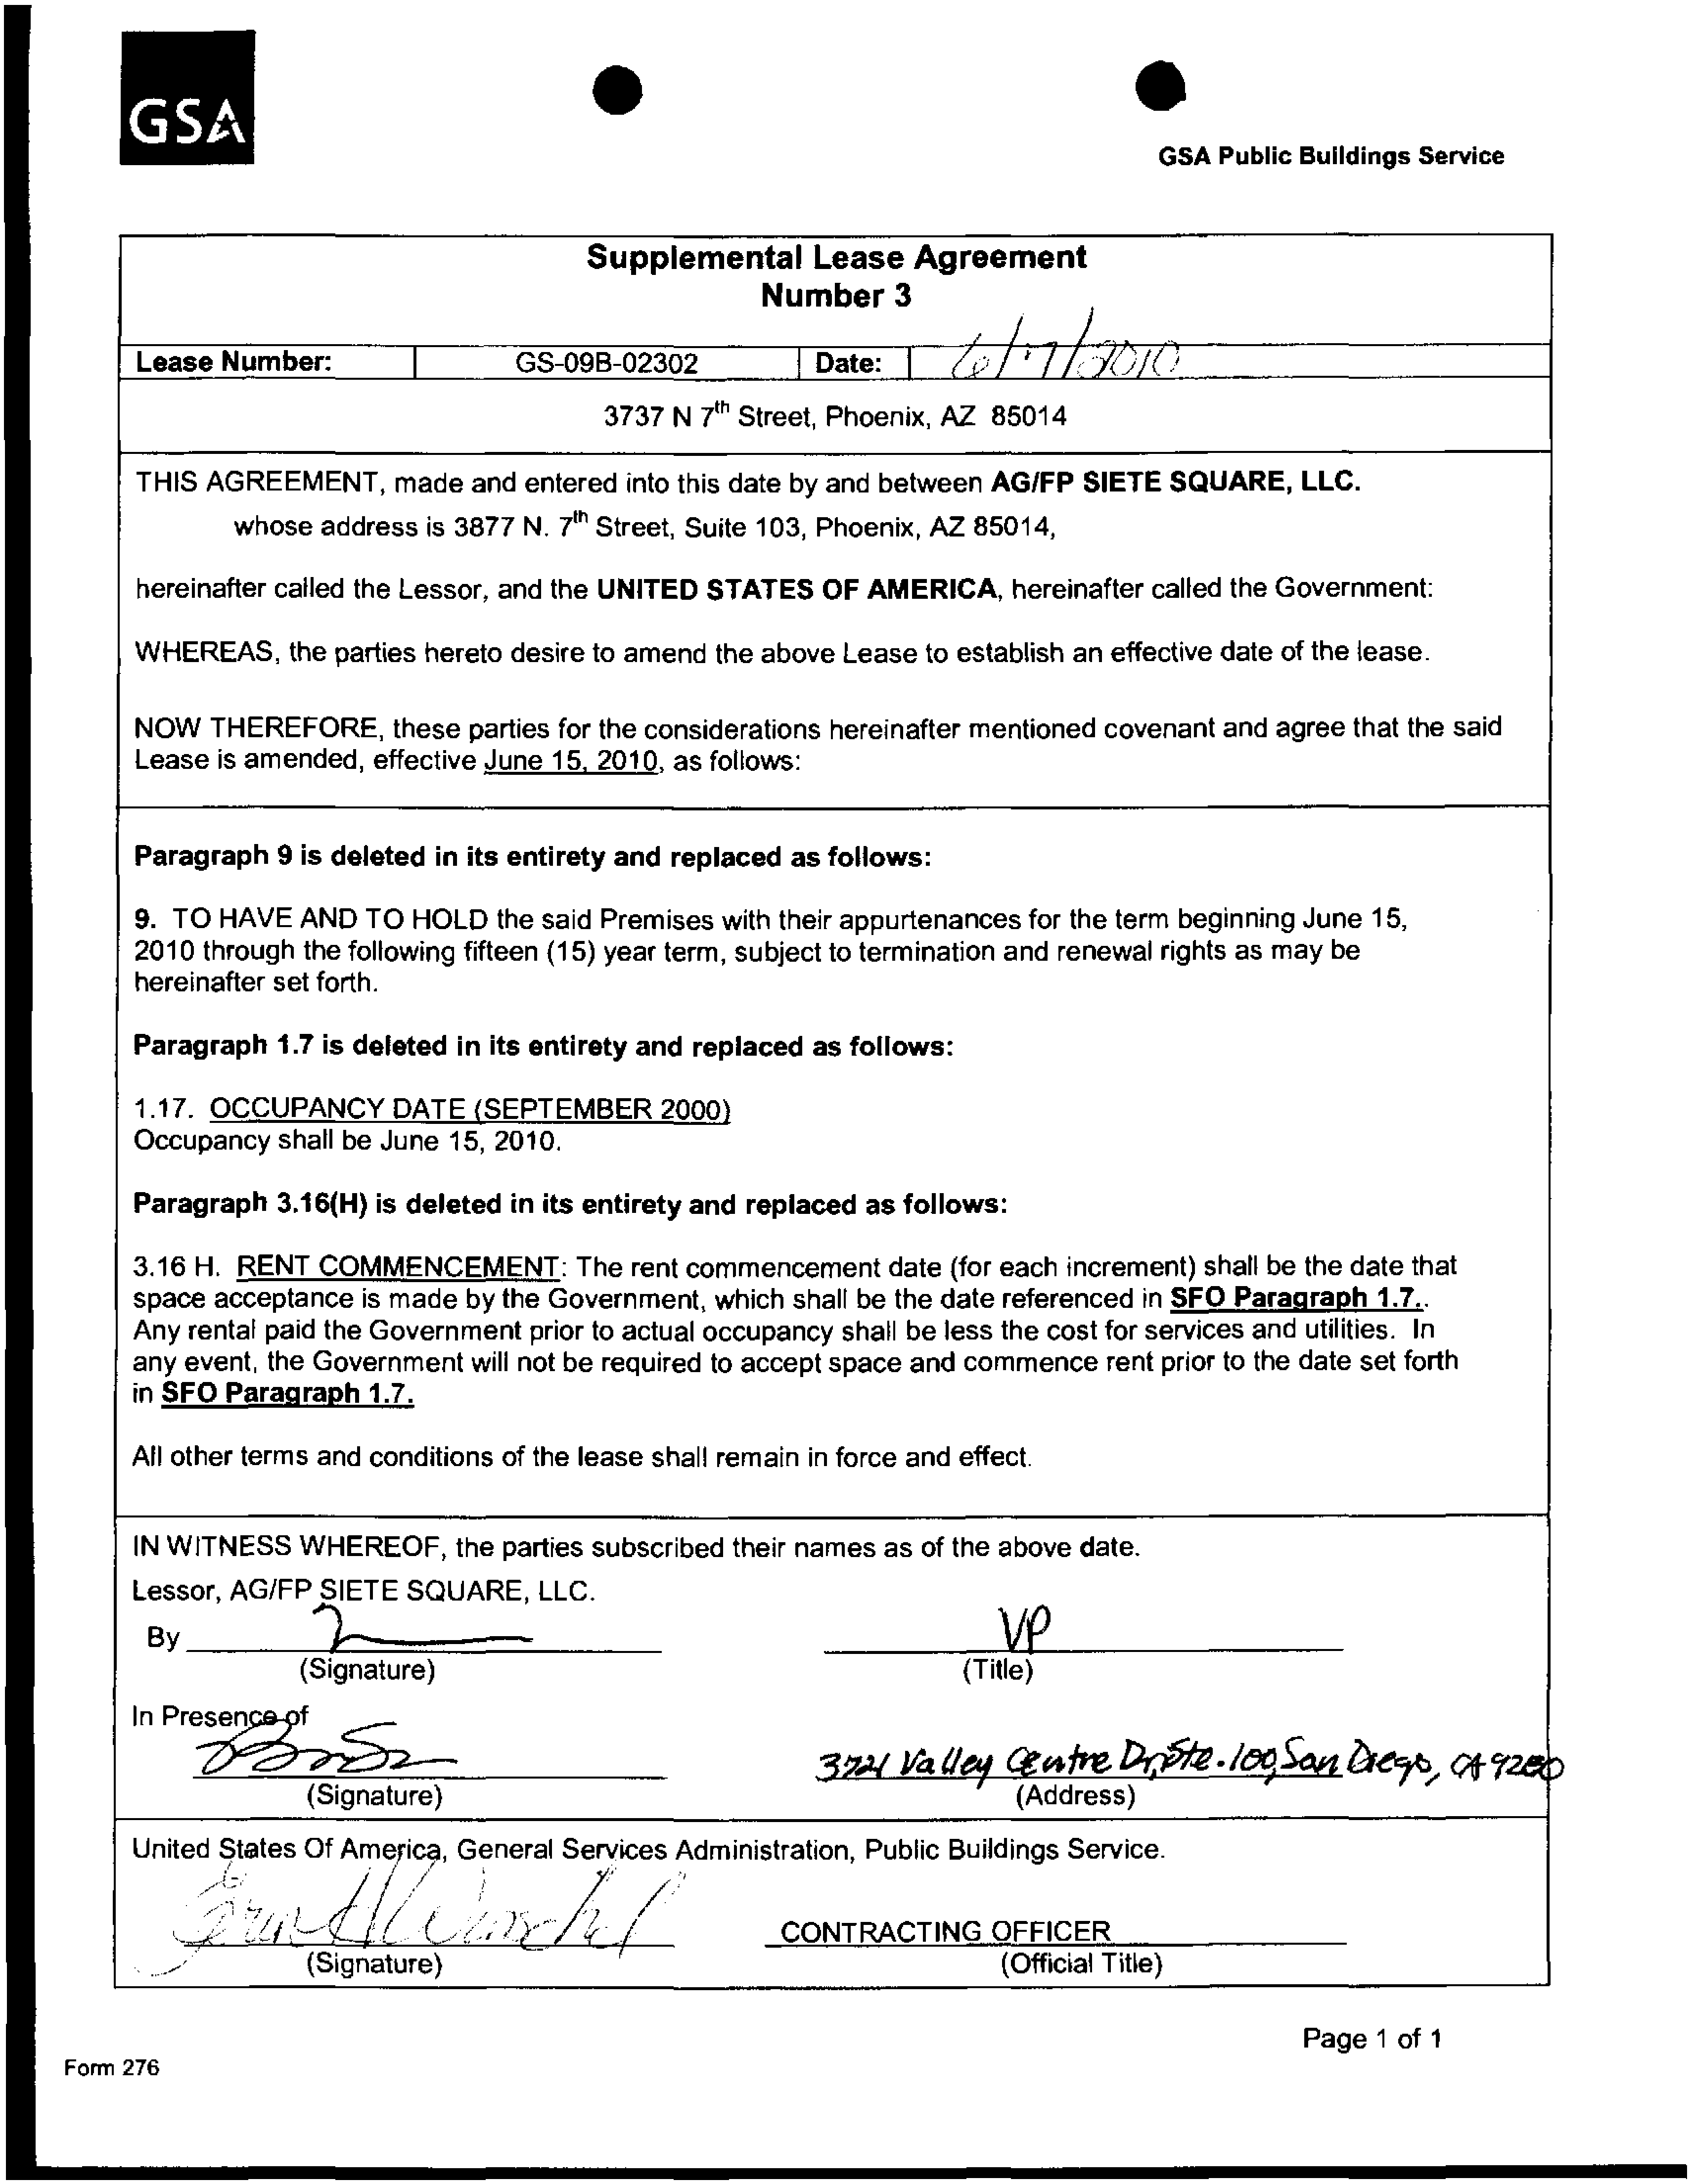 GSA
GSA Public Buildings Service
Supplemental Lease Agreement
Number 3
Lease Number: GS-09B-02302 Date: 6/7/2010
3737 N 7th Street, Phoenix, AZ 85014
THIS AGREEMENT, made and entered into this date by and between AG/FP SIETE SQUARE, LLC.
whose address is 3877 N. 7th Street, Suite 103, Phoenix, AZ 85014,
hereinafter called the Lessor, and the UNITED STATES OF AMERICA, hereinafter called the Government:
WHEREAS, the parties hereto desire to amend the above Lease to establish an effective date of the lease.
NOW THEREFORE, these parties for the considerations hereinafter mentioned covenant and agree that the said
Lease is amended, effective June 15, 2010, as follows:
Paragraph 9 is deleted in its entirety and replaced as follows:
9. TO HAVE AND TO HOLD the said Premises with their appurtenances for the term beginning June 15,
2010 through the following fifteen (15) year term, subject to termination and renewal rights as may be
hereinafter set forth.
Paragraph 1.7 is deleted in its entirety and replaced as follows:
1.17. OCCUPANCY DATE (SEPTEMBER 2000)
Occupancy shall be June 15, 2010.
Paragraph 3.16(H) is deleted in its entirety and replaced as follows:
3.16 H. RENT COMMENCEMENT: The rent commencement date (for each increment) shall be the date that
space acceptance is made by the Government, which shall be the date referenced in SFO Paragraph 1.7..
Any rental paid the Government prior to actual occupancy shall be less the cost for services and utilities. In
any event, the Government will not be required to accept space and commence rent prior to the date set forth
in SFO Paragraph 1.7.
All other terms and conditions of the lease shall remain in force and effect.
IN WITNESS WHEREOF, the parties subscribed their names as of the above date.
Lessor, AG/FP SIETE SQUARE, LLC.
By VP
(Signature) (Title)
In Presence of
3721 Valley Centre Dr, Ste. 100, San Diego, CA
(Signature) (Address)
United States Of America, General Services Administration, Public Buildings Service.
CONTRACTING OFFICER
(Signature) (Official Title)
Page 1 of 1
Form 276